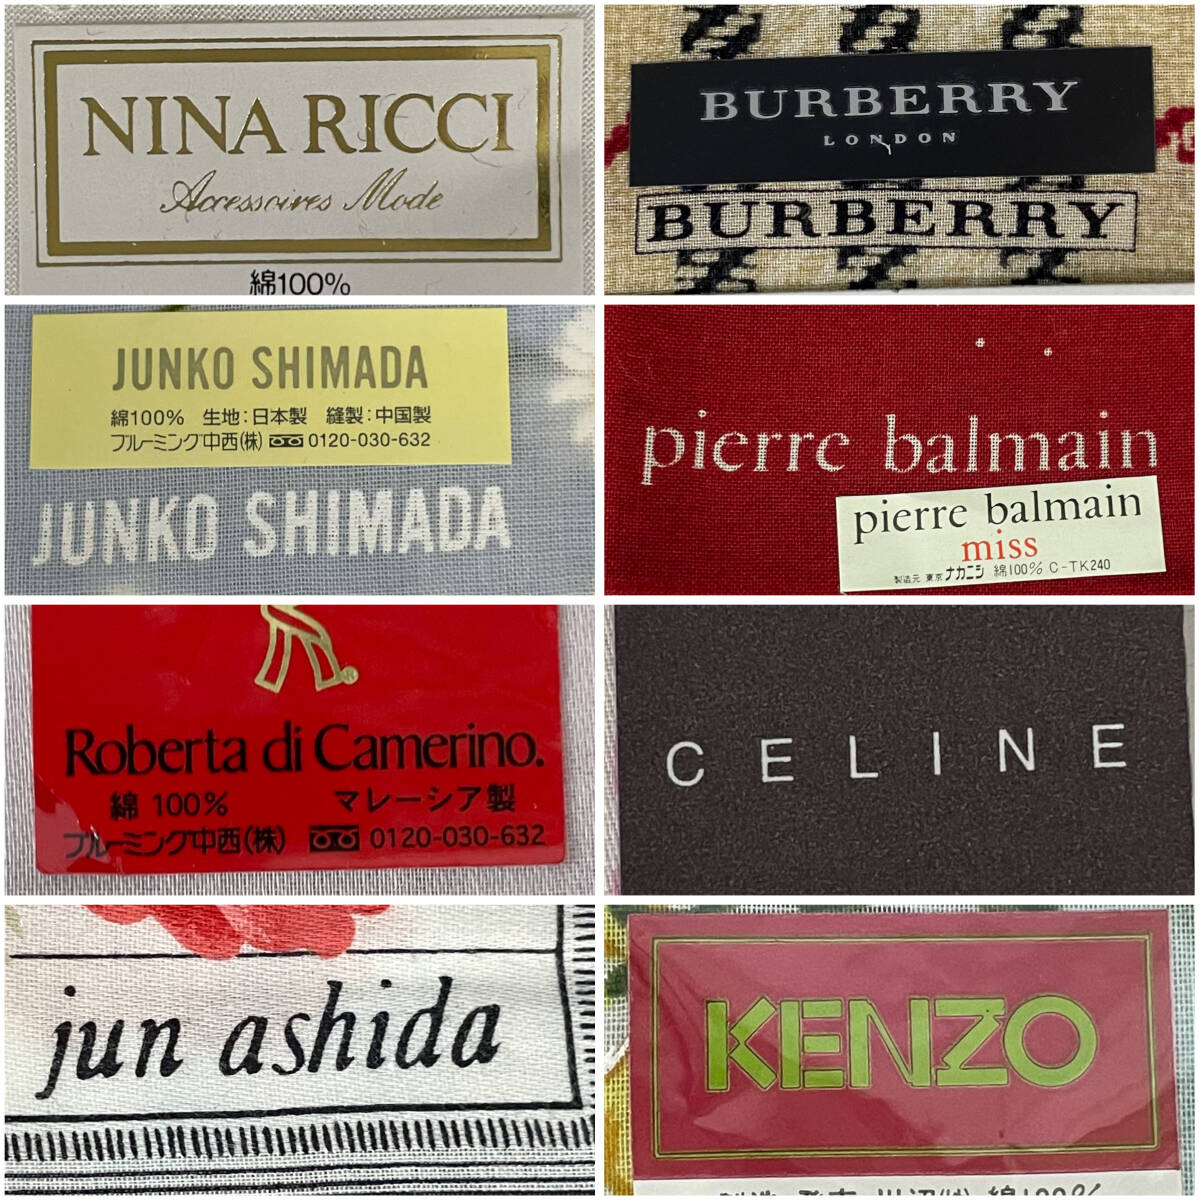 NINA RICCI
Accessoires Mode
綿100%
BURBERRY
LONDON
BURBERRY
JUNKO SHIMADA
綿100% 生地:日本製 縫製:中国製
ブルーミング中西(株) 0120-030-632
JUNKO SHIMADA
pierre balmain
pierre balmain
miss
製造元 東京 ナカニシ 綿100% C-TK240
Roberta di Camerino.
綿 100% マレーシア製
ブルーミング中西(株) 0120-030-632
CELINE
jun ashida
KENZO